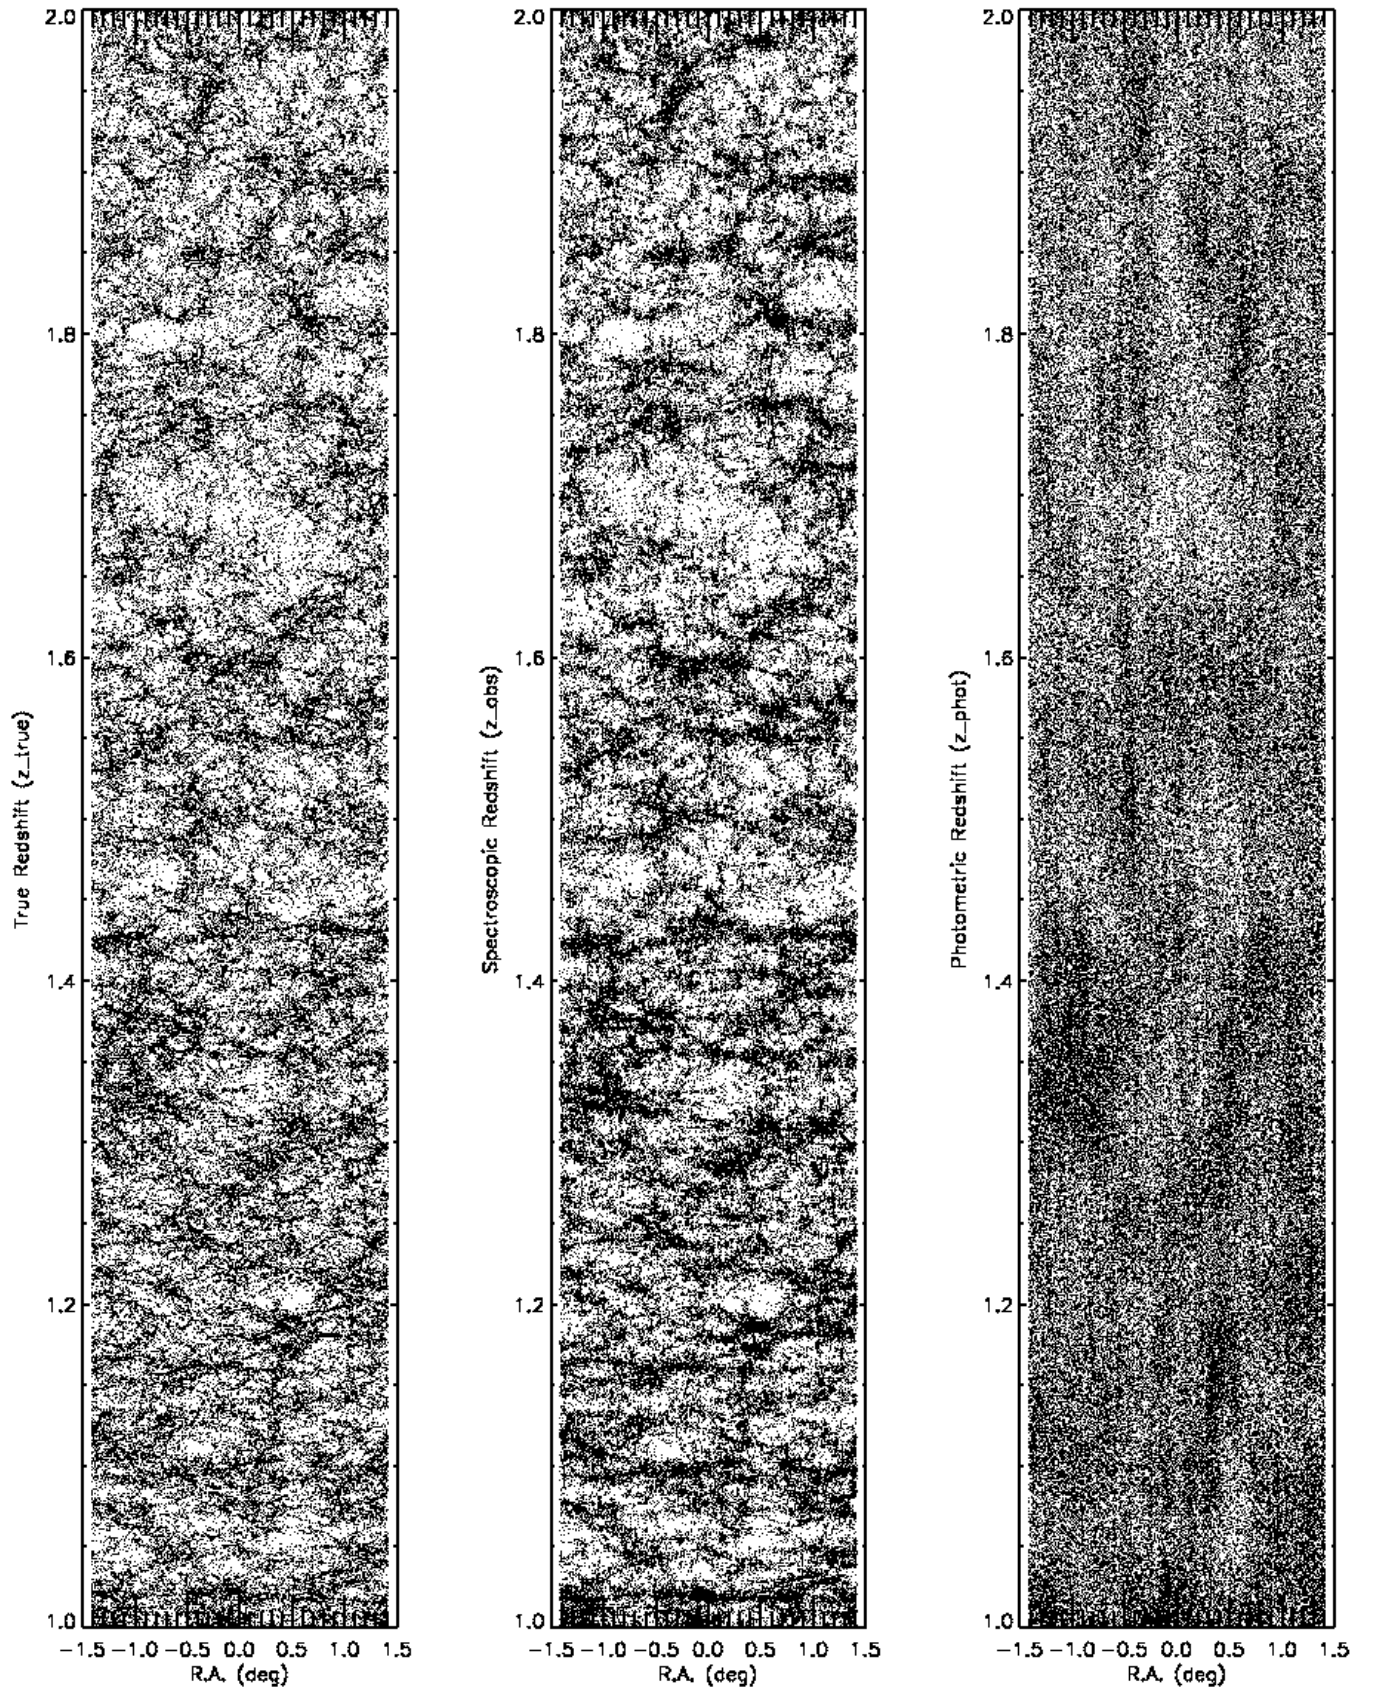 2.0
1.8
1.6
1.4
1.2
1.0
−1.5 −1.0 −0.5 0.0 0.5 1.0 1.5
R.A. (deg)
True Redshift (z_true)
2.0
1.8
1.6
1.4
1.2
1.0
−1.5 −1.0 −0.5 0.0 0.5 1.0 1.5
R.A. (deg)
Spectroscopic Redshift (z_obs)
2.0
1.8
1.6
1.4
1.2
1.0
−1.5 −1.0 −0.5 0.0 0.5 1.0 1.5
R.A. (deg)
Photometric Redshift (z_phot)